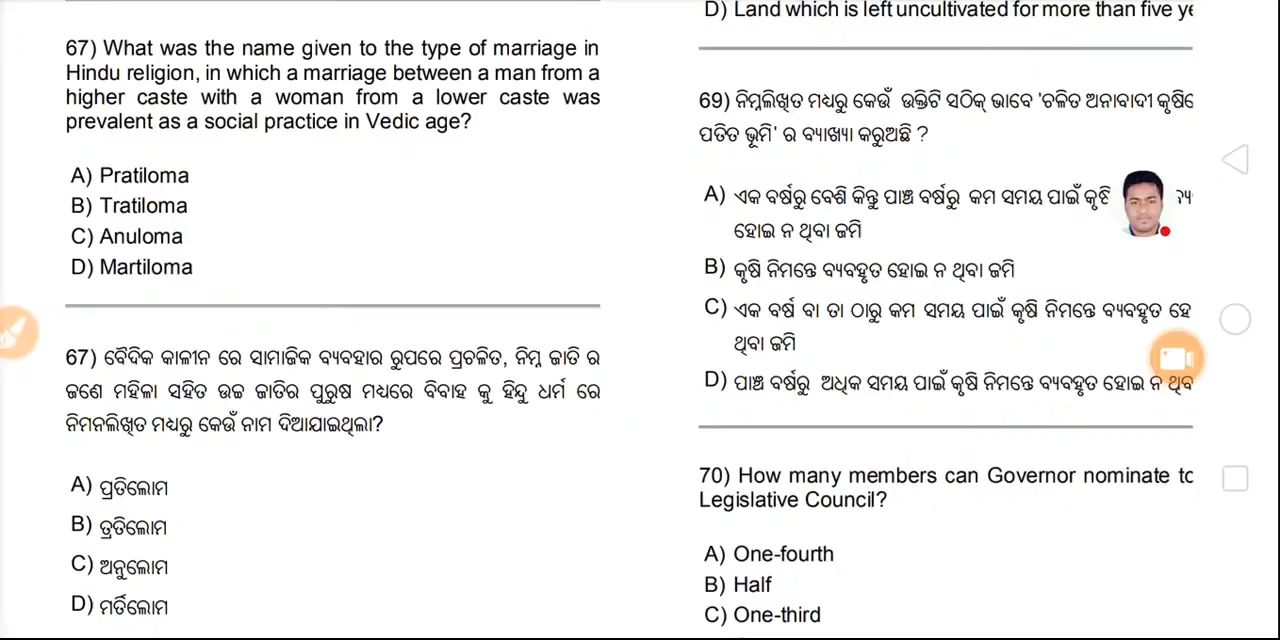 67) What was the name given to the type of marriage in
Hindu religion, in which a marriage between a man from a
higher caste with a woman from a lower caste was
prevalent as a social practice in Vedic age?
A) Pratiloma
B) Tratiloma
C) Anuloma
D) Martiloma
67) ବୈଦିକ କାଳୀନ ରେ ସାମାଜିକ ବ୍ୟବହାର ରୁପରେ ପ୍ରଚଳିତ, ନିମ୍ନ ଜାତି ର
ଜଣେ ମହିଳା ସହିତ ଉଚ୍ଚ ଜାତିର ପୁରୁଷ ମଧ୍ୟରେ ବିବାହ କୁ ହିନ୍ଦୁ ଧର୍ମ ରେ
ନିମନଲିଖିତ ମଧ୍ୟରୁ କେଉଁ ନାମ ଦିଆଯାଇଥିଲା?
A) ପ୍ରତିଲୋମ
B) ତ୍ରତିଲୋମ
C) ଅନୁଲୋମ
D) ମର୍ତିଲୋମ
D) Land which is left uncultivated for more than five
69) ନିମ୍ନଲିଖିତ ମଧ୍ୟରୁ କେଉଁ ଉକ୍ତିଟି ସଠିକ୍ ଭାବେ 'ଚଳିତ ଅନାବାଦୀ
ପତିତ ଭୂମି' ର ବ୍ୟାଖ୍ୟା କରୁଅଛି ?
A) ଏକ ବର୍ଷରୁ ବେଶି କିନ୍ତୁ ପାଞ୍ଚ ବର୍ଷରୁ କମ ସମୟ ପାଇଁ କୃଷି
ହୋଇ ନ ଥିବା ଜମି
B) କୃଷି ନିମନ୍ତେ ବ୍ୟବହୃତ ହୋଇ ନ ଥିବା ଜମି
C) ଏକ ବର୍ଷ ବା ତା ଠାରୁ କମ ସମୟ ପାଇଁ କୃଷି ନିମନ୍ତେ ବ୍ୟବହୃତ
ଥିବା ଜମି
D) ପାଞ୍ଚ ବର୍ଷରୁ ଅଧିକ ସମୟ ପାଇଁ କୃଷି ନିମନ୍ତେ ବ୍ୟବହୃତ ହୋଇ ନ
70) How many members can Governor nominate to
Legislative Council?
A) One-fourth
B) Half
C) One-third